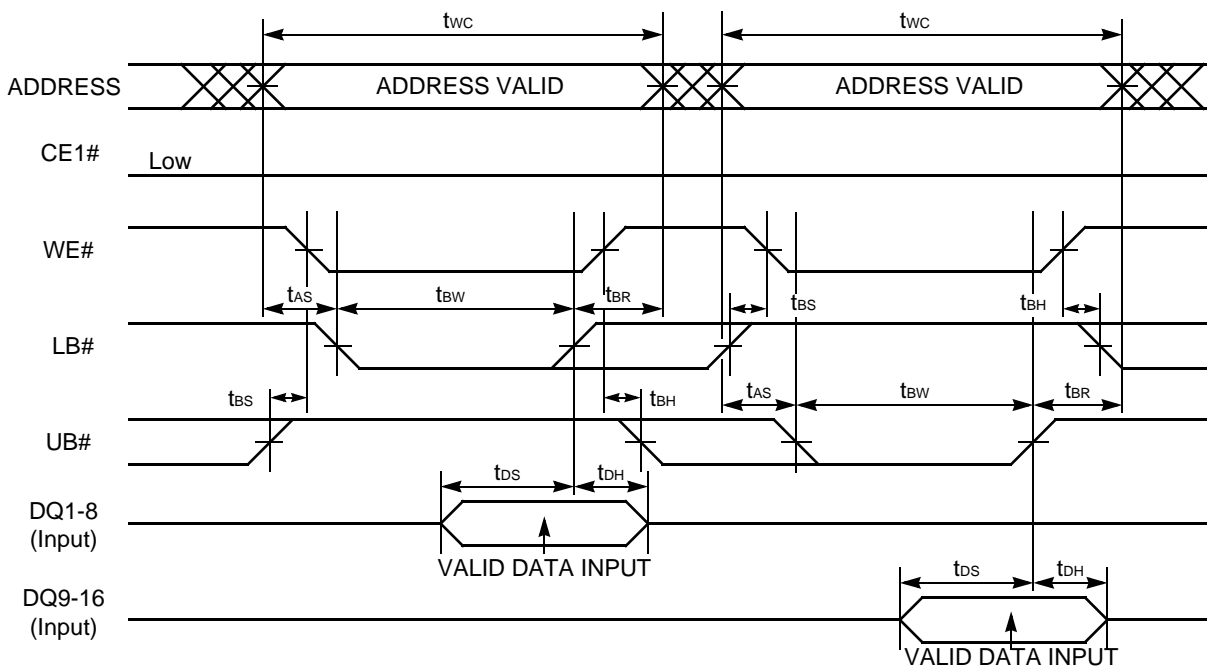 tWC tWC
ADDRESS ADDRESS VALID ADDRESS VALID
CE1# Low
WE#
tAS tBW tBR tBS tBH
LB#
tBS tBH tAS tBW tBR
UB#
tDS tDH
DQ1-8
(Input)
VALID DATA INPUT
tDS tDH
DQ9-16
(Input)
VALID DATA INPUT